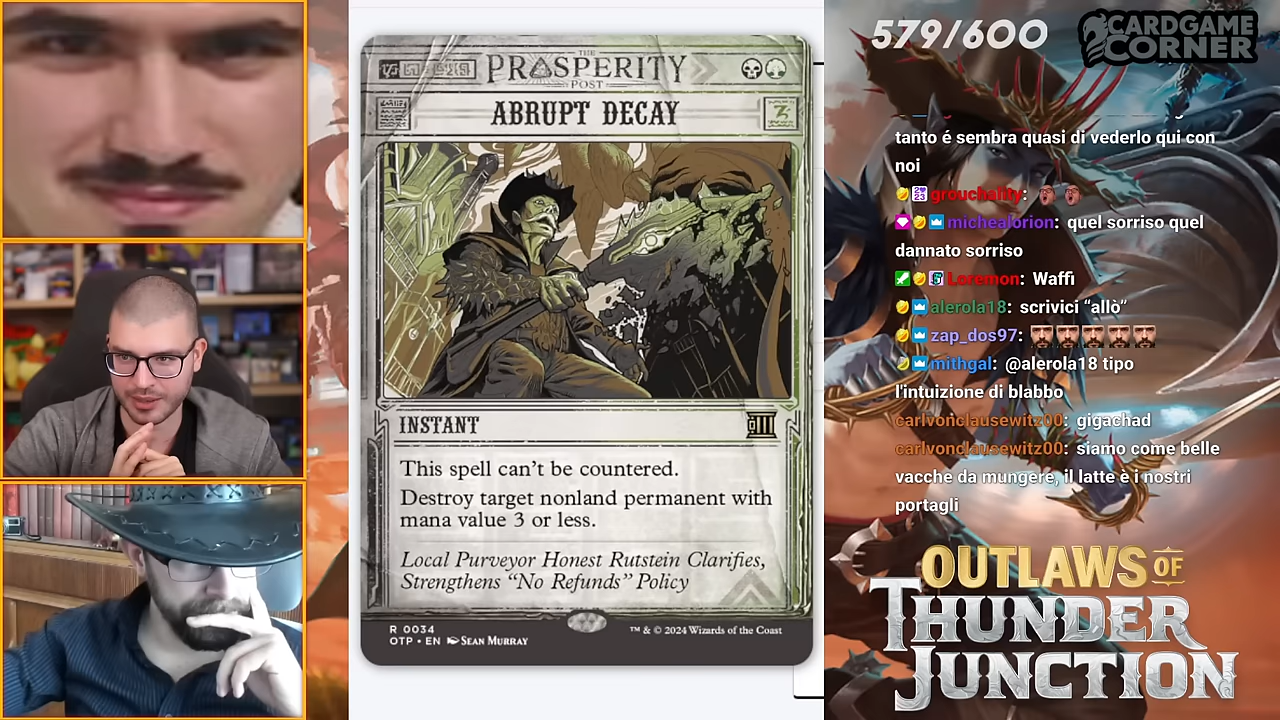 THE
PROSPERITY
POST
ABRUPT DECAY
INSTANT
This spell can't be countered.
Destroy target nonland permanent with
mana value 3 or less.
Local Purveyor Honest Rutstein Clarifies,
Strengthens “No Refunds” Policy
R 0034
OTP • EN Sean Murray
™ & © 2024 Wizards of the Coast
579/600
CARDGAME
CORNER
tanto é sembra quasi di vederlo qui con
noi
grouchality:
michealorion: quel sorriso quel
dannato sorriso
Loremon: Waffi
alerola18: scrivici “allò”
zap_dos97:
mithgal: @alerola18 tipo
l'intuizione di blabbo
carlvonclausewitz00: gigachad
carlvonclausewitz00: siamo come belle
vacche da mungere, il latte è i nostri
portagli
OUTLAWS OF
THUNDER
JUNCTION